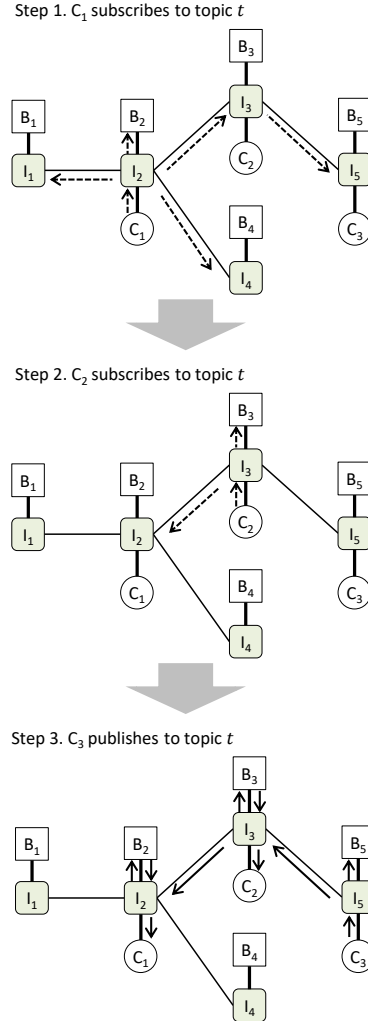 Step 1. C₁ subscribes to topic t
B₃
B₁ B₂ I₃ B₅
I₁ I₂ C₂ I₅
C₁ B₄ C₃
I₄
Step 2. C₂ subscribes to topic t
B₃
B₁ B₂ I₃ B₅
I₁ I₂ C₂ I₅
C₁ B₄ C₃
I₄
Step 3. C₃ publishes to topic t
B₃
B₁ B₂ I₃ B₅
I₁ I₂ C₂ I₅
C₁ B₄ C₃
I₄